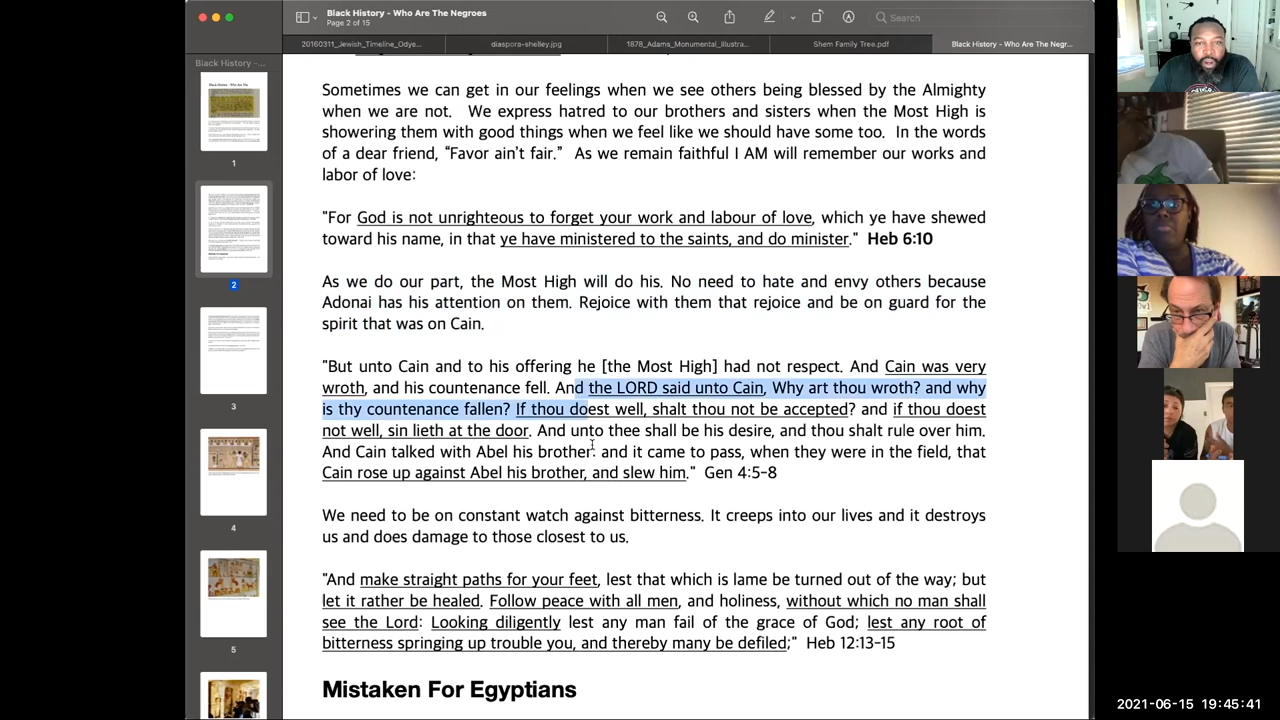 Black History - Who Are The Negroes
Page 2 of 15
Search
20160311_Jewish_Timeline_Odye...
diaspora-shelley.jpg
1878_Adams_Monumental_Illustra...
Shem Family Tree.pdf
Black History - Who Are The Negr...
Black History -...
1
2
3
4
5
Sometimes we can get in our feelings when we see others being blessed by the Almighty
when we are not. We express hatred to our brothers and sisters when the Most High is
showering them with good things when we feel like we should have some too. In the words
of a dear friend, “Favor ain’t fair.” As we remain faithful I AM will remember our works and
labor of love:
"For God is not unrighteous to forget your work and labour of love, which ye have shewed
toward his name, in that ye have ministered to the saints, and do minister." Heb 6:10
As we do our part, the Most High will do his. No need to hate and envy others because
Adonai has his attention on them. Rejoice with them that rejoice and be on guard for the
spirit that was on Cain.
"But unto Cain and to his offering he [the Most High] had not respect. And Cain was very
wroth, and his countenance fell. And the LORD said unto Cain, Why art thou wroth? and why
is thy countenance fallen? If thou doest well, shalt thou not be accepted? and if thou doest
not well, sin lieth at the door. And unto thee shall be his desire, and thou shalt rule over him.
And Cain talked with Abel his brother: and it came to pass, when they were in the field, that
Cain rose up against Abel his brother, and slew him." Gen 4:5-8
We need to be on constant watch against bitterness. It creeps into our lives and it destroys
us and does damage to those closest to us.
"And make straight paths for your feet, lest that which is lame be turned out of the way; but
let it rather be healed. Follow peace with all men, and holiness, without which no man shall
see the Lord: Looking diligently lest any man fail of the grace of God; lest any root of
bitterness springing up trouble you, and thereby many be defiled;" Heb 12:13-15
Mistaken For Egyptians
2021-06-15 19:45:41